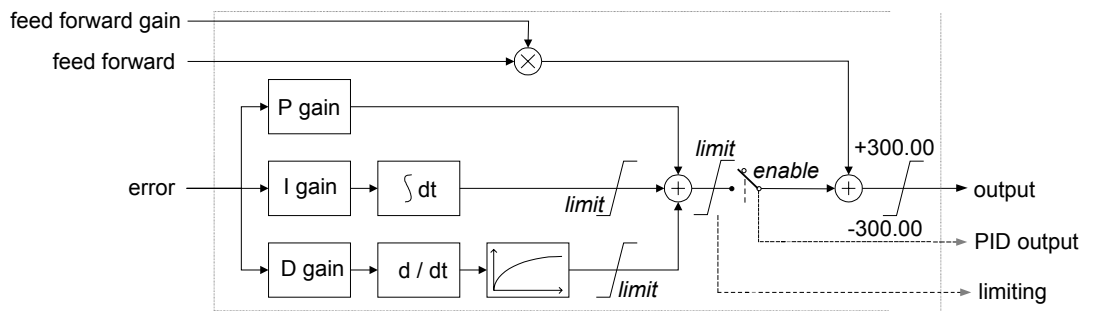 feed forward gain
feed forward
P gain
limit
enable
+300.00
error
I gain
∫ dt
limit
output
-300.00
PID output
D gain
d / dt
limit
limiting